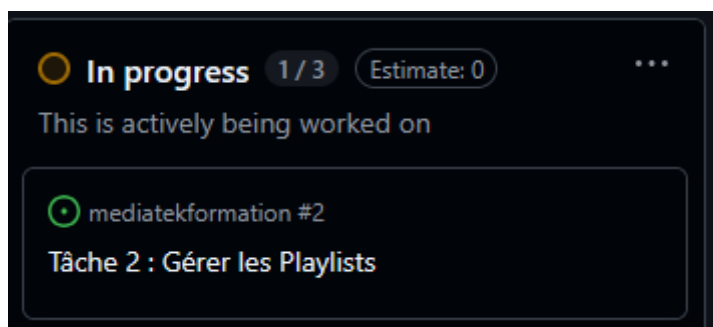 In progress 1 / 3 Estimate: 0
This is actively being worked on
mediatekformation #2
Tâche 2 : Gérer les Playlists